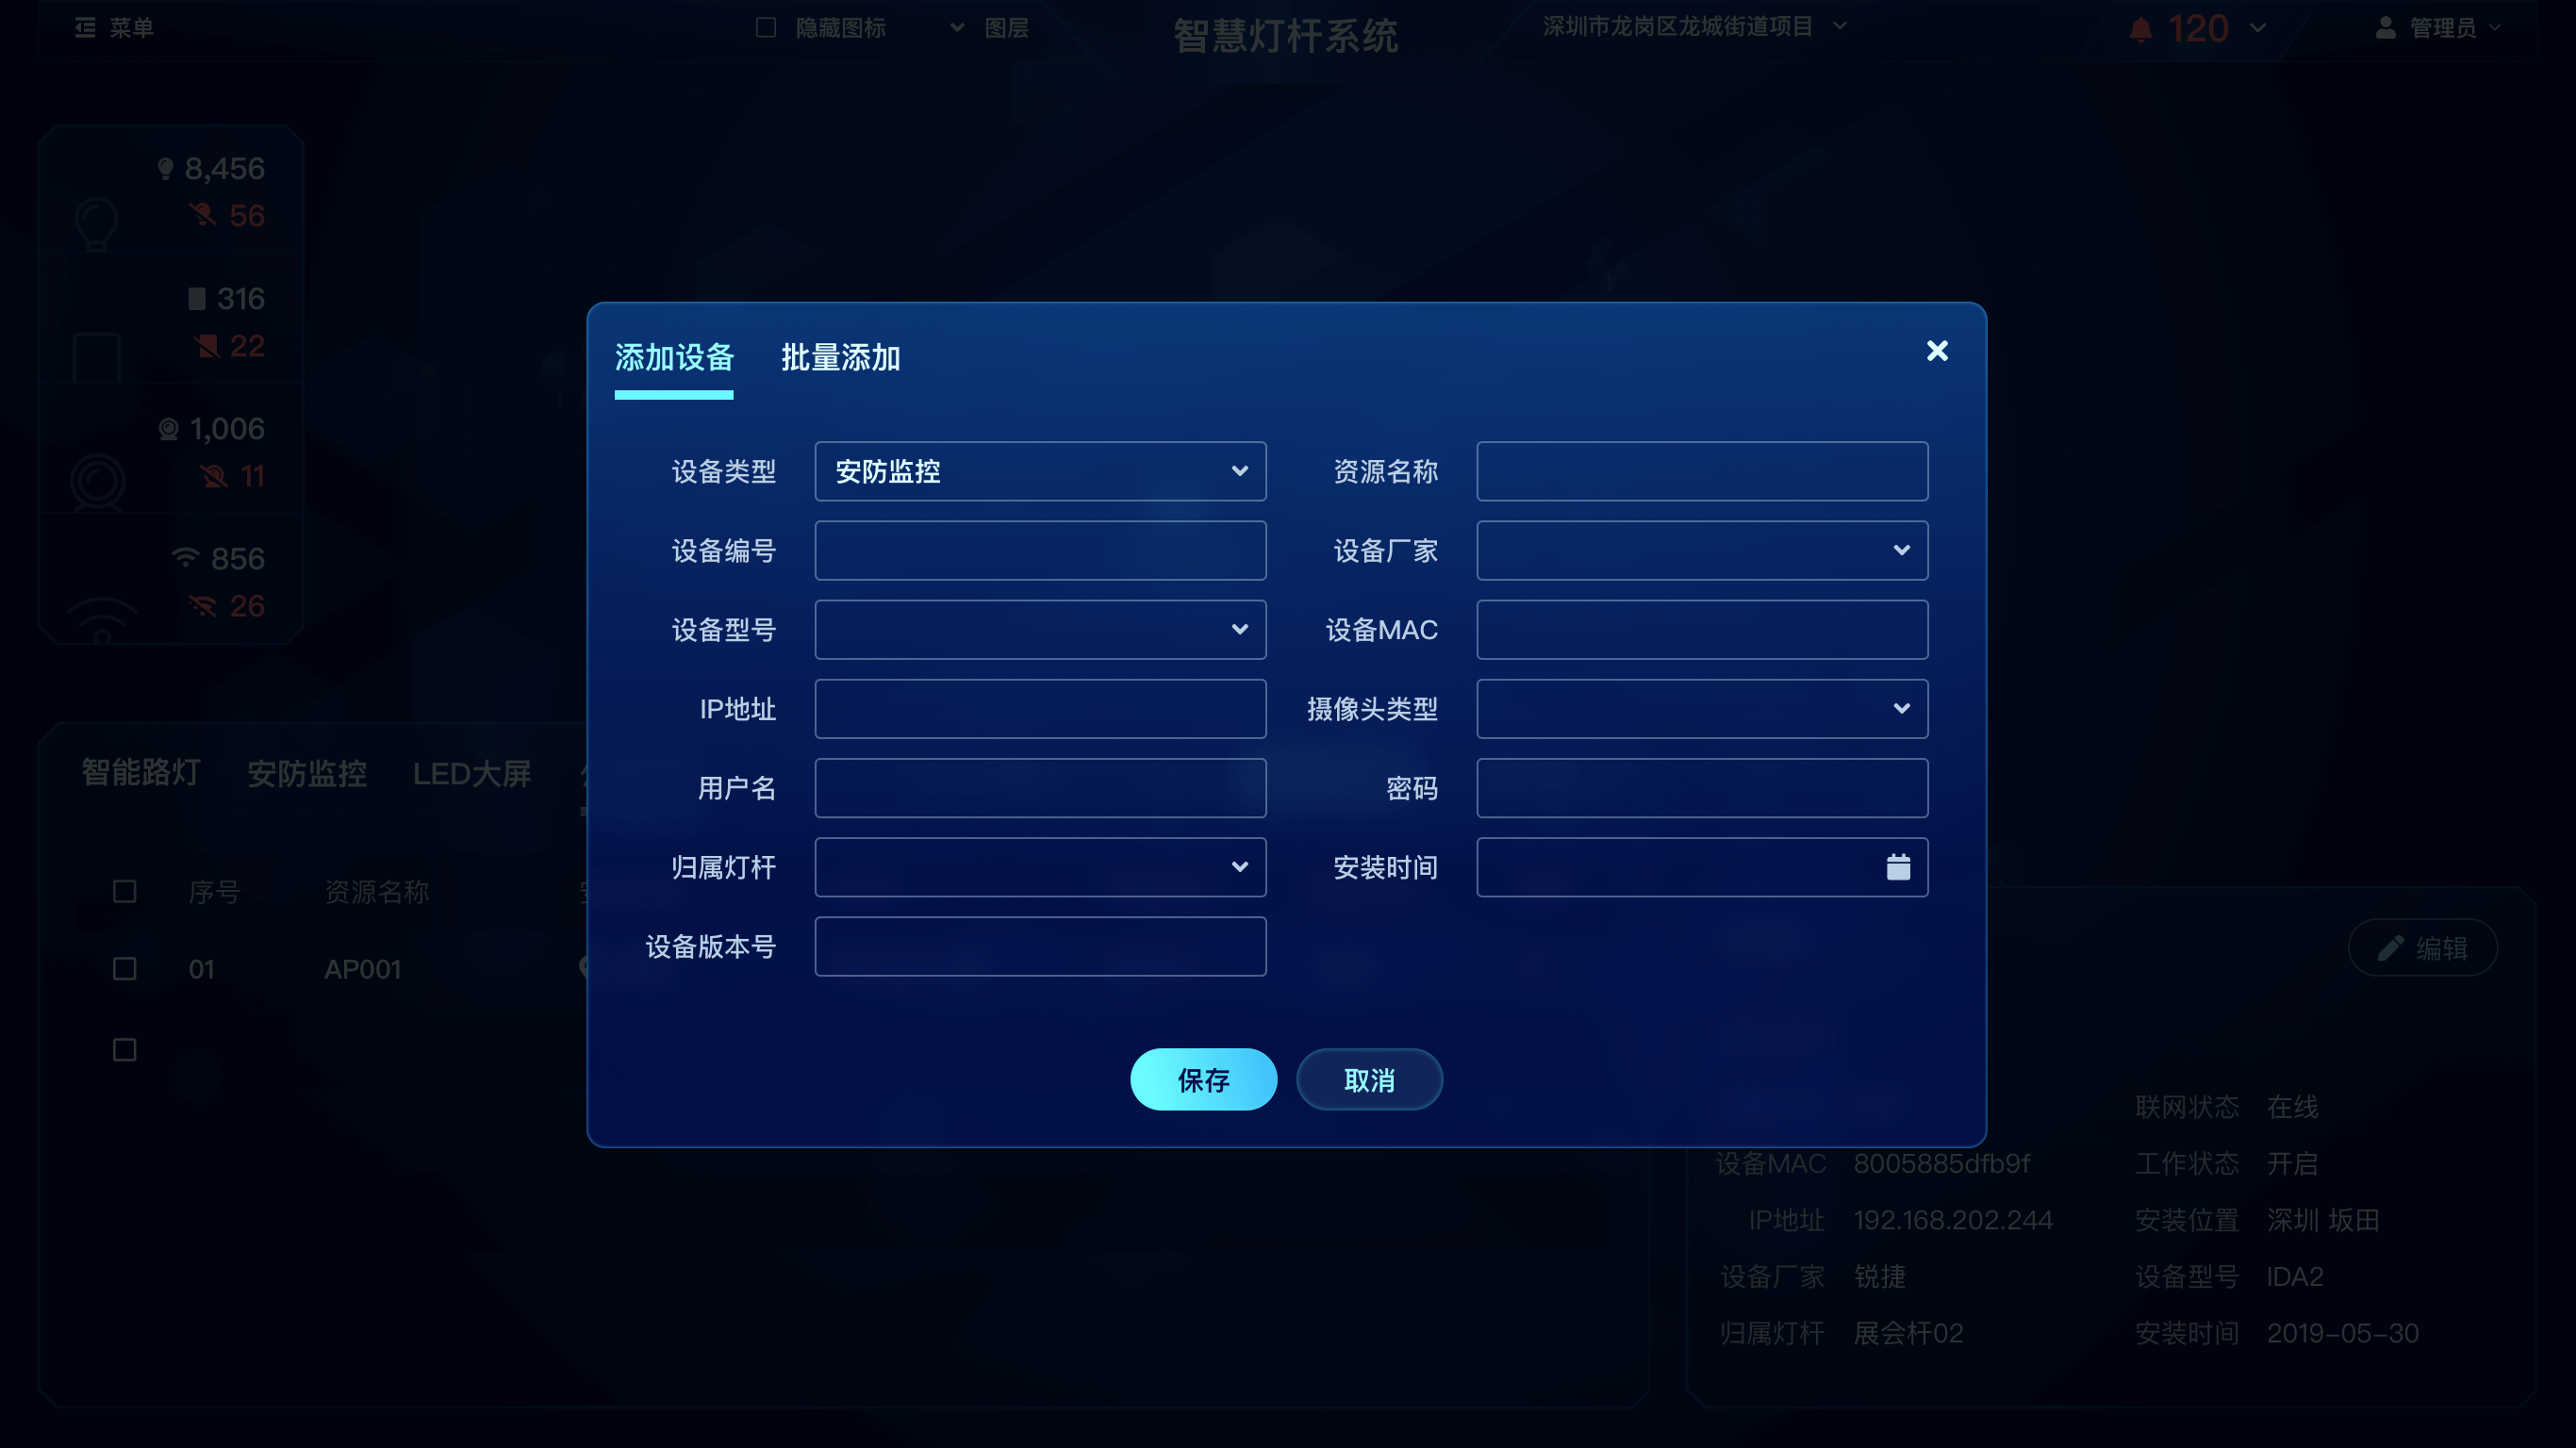 菜单
隐藏图标
图层
智慧灯杆系统
深圳市龙岗区龙城街道项目
120
管理员
8,456
56
316
22
1,006
11
856
26
添加设备 批量添加
设备类型 安防监控
资源名称
设备编号
设备厂家
设备型号
设备MAC
IP地址
摄像头类型
用户名
密码
归属灯杆
安装时间
设备版本号
保存 取消
智能路灯 安防监控 LED大屏
序号 资源名称
01 AP001
编辑
联网状态 在线
设备MAC 8005885dfb9f
工作状态 开启
IP地址 192.168.202.244
安装位置 深圳 坂田
设备厂家 锐捷
设备型号 IDA2
归属灯杆 展会杆02
安装时间 2019-05-30